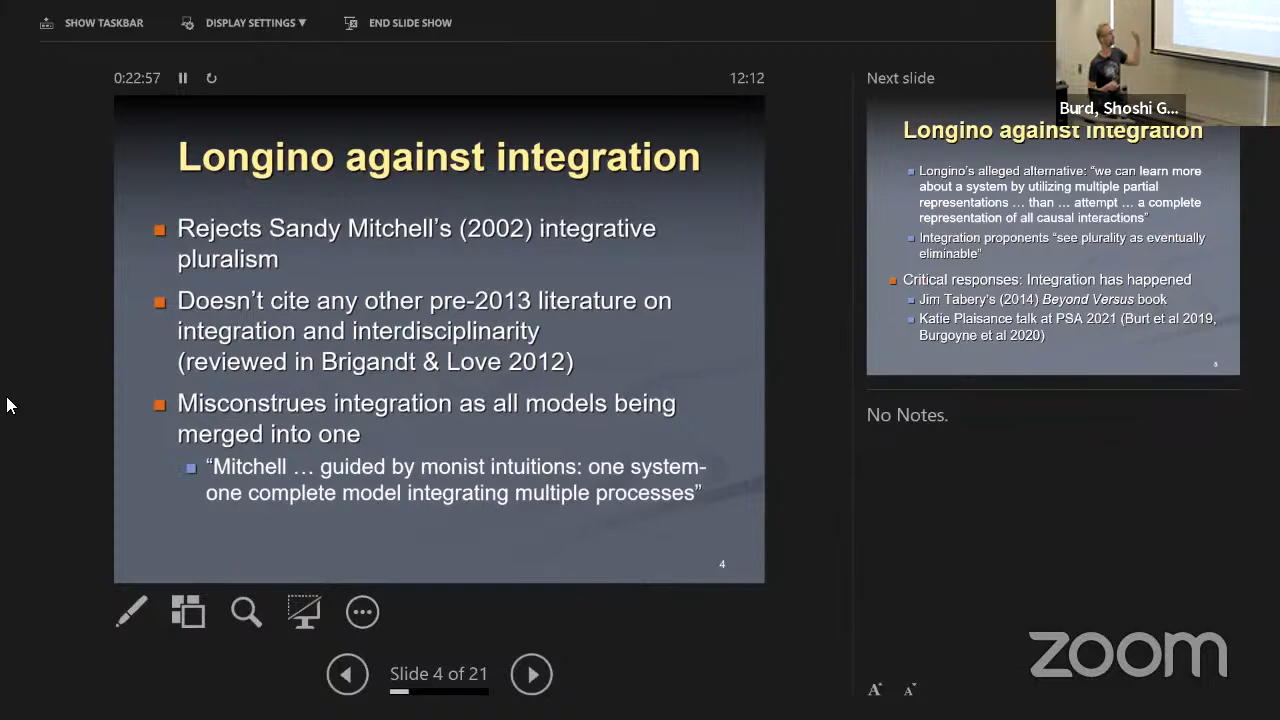 SHOW TASKBAR
DISPLAY SETTINGS ▼
END SLIDE SHOW
0:22:57
12:12
Longino against integration
Rejects Sandy Mitchell’s (2002) integrative
pluralism
Doesn’t cite any other pre-2013 literature on
integration and interdisciplinarity
(reviewed in Brigandt & Love 2012)
Misconstrues integration as all models being
merged into one
“Mitchell … guided by monist intuitions: one system-
one complete model integrating multiple processes”
4
Slide 4 of 21
Next slide
Burd, Shoshi G...
Longino against integration
Longino’s alleged alternative: “we can learn more
about a system by utilizing multiple partial
representations … than … attempt … a complete
representation of all causal interactions”
Integration proponents “see plurality as eventually
eliminable”
Critical responses: Integration has happened
Jim Tabery’s (2014) Beyond Versus book
Katie Plaisance talk at PSA 2021 (Burt et al 2019,
Burgoyne et al 2020)
No Notes.
zoom
A A